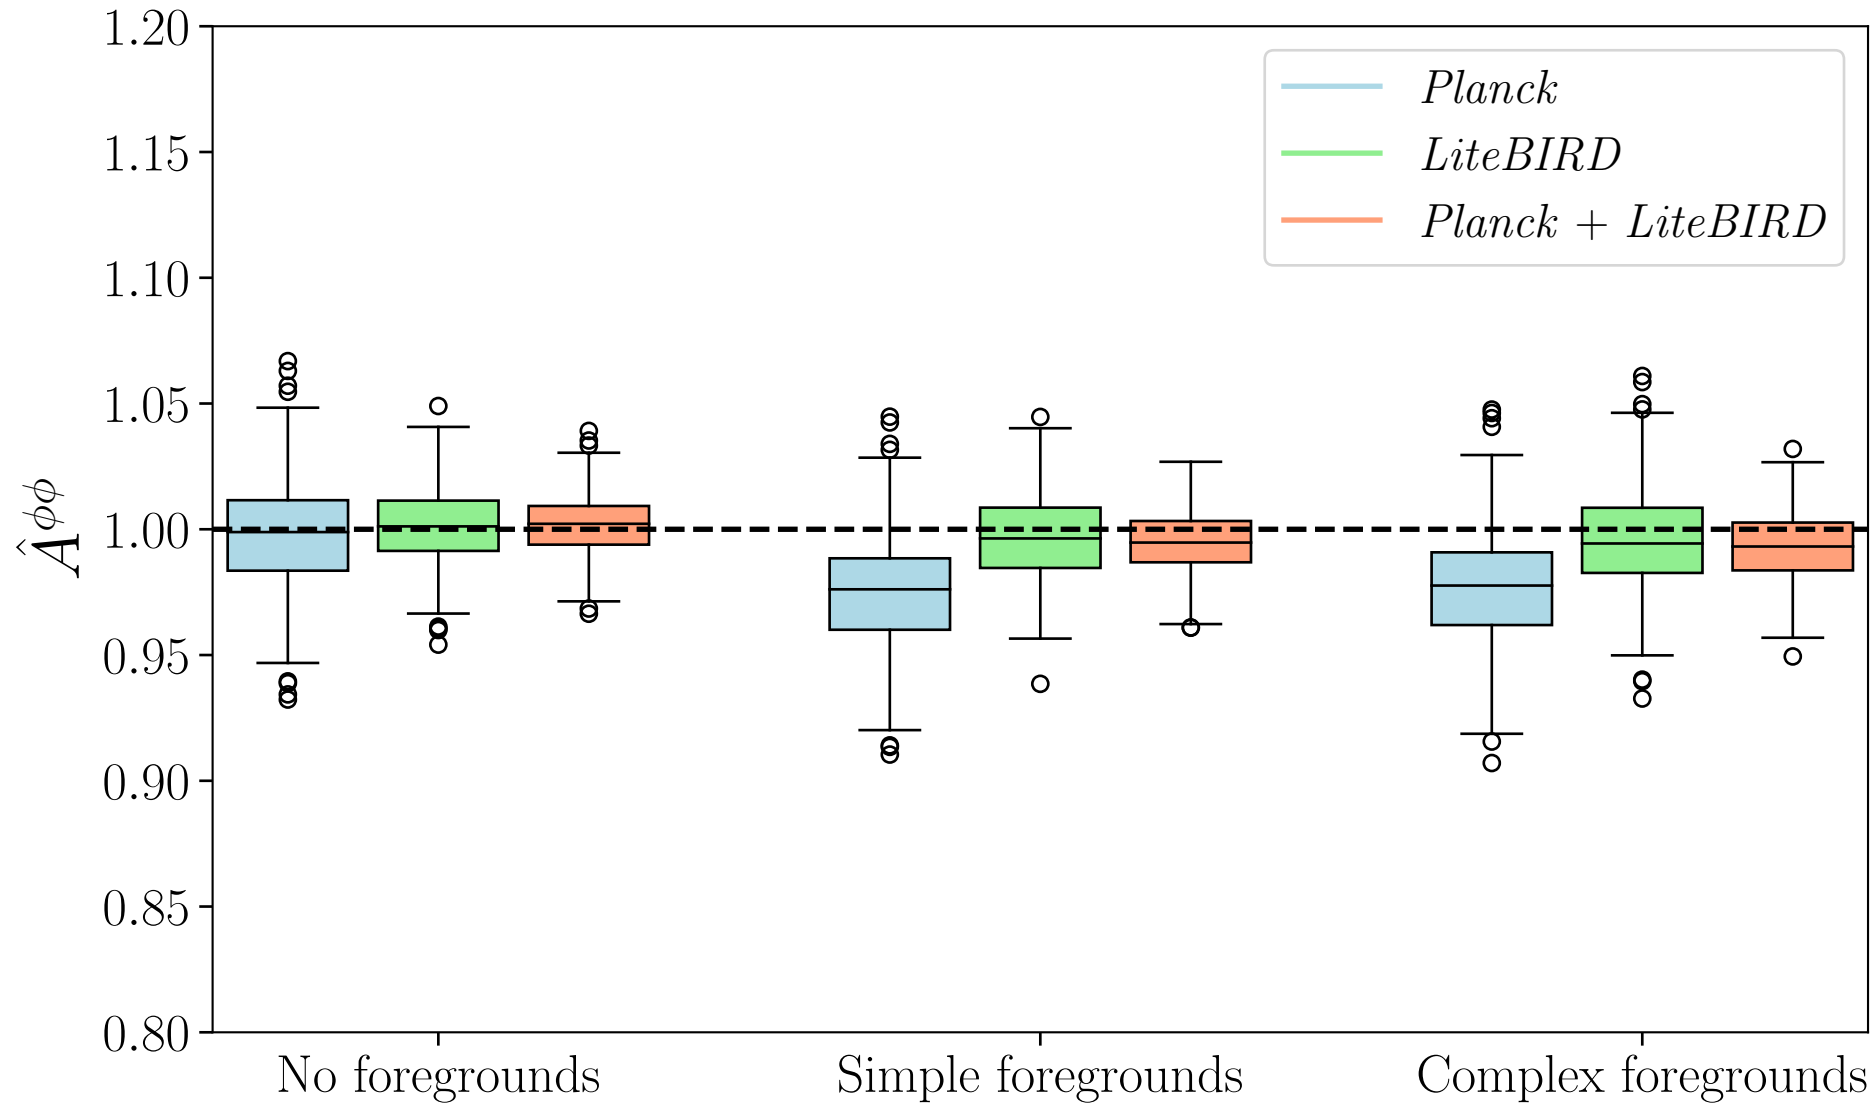 1.20
1.15
1.10
1.05
1.00
0.95
0.90
0.85
0.80
Â^{ϕϕ}
Planck
LiteBIRD
Planck + LiteBIRD
No foregrounds
Simple foregrounds
Complex foregrounds